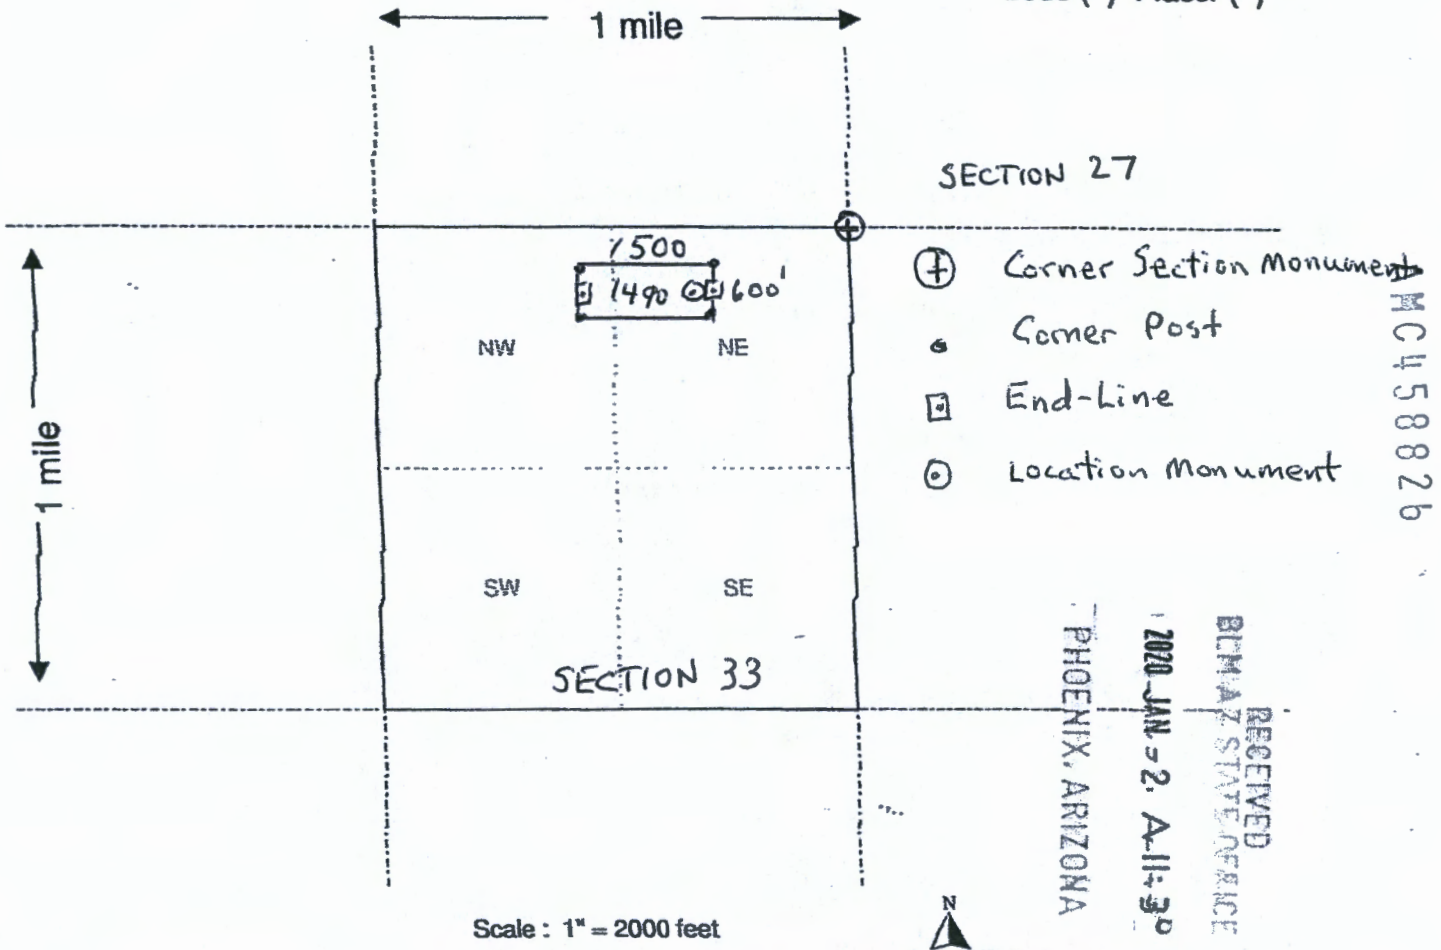 1 mile
SECTION 27
Corner Section Monument
Corner Post
End-Line
Location Monument
1500
1490
600'
NW
NE
1 mile
SW
SE
SECTION 33
Scale : 1" = 2000 feet
N
MC458826
RECEIVED
BLM AZ STATE OFFICE
2020 JAN -2. A 11: 30
PHOENIX, ARIZONA